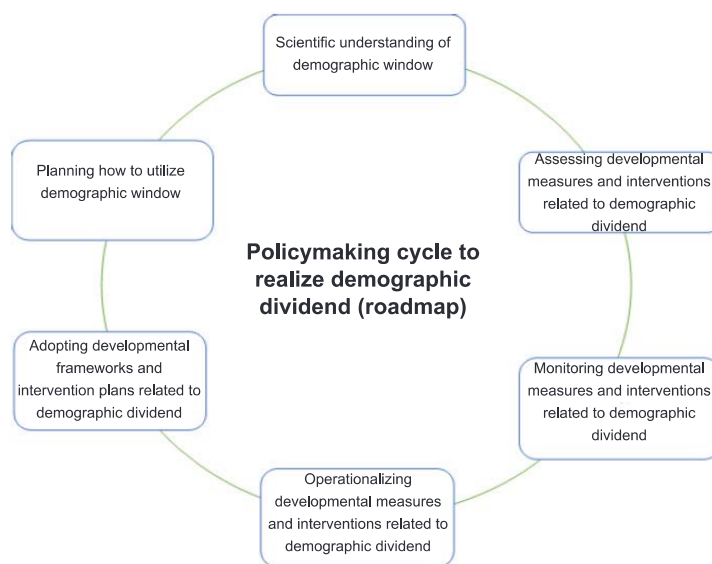 Scientific understanding of
demographic window
Planning how to utilize
demographic window
Assessing developmental
measures and interventions
related to demographic
dividend
Policymaking cycle to
realize demographic
dividend (roadmap)
Adopting developmental
frameworks and
intervention plans related to
demographic dividend
Monitoring developmental
measures and interventions
related to demographic
dividend
Operationalizing
developmental measures
and interventions related to
demographic dividend